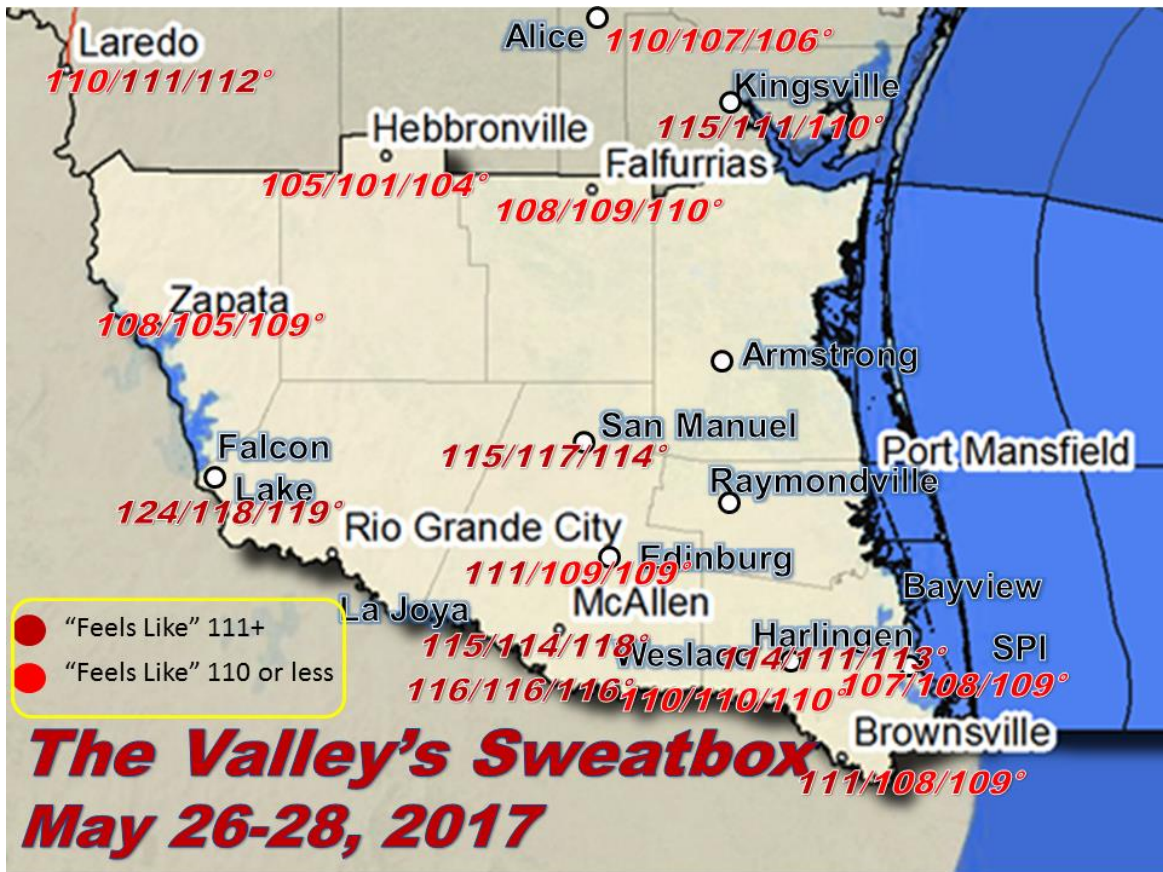 Laredo
110/111/112°
Alice
110/107/106°
Kingsville
115/111/110°
Hebbronville
105/101/104°
Falfurrias
108/109/110°
Zapata
108/105/109°
Armstrong
San Manuel
115/117/114°
Port Mansfield
Falcon
Lake
124/118/119°
Raymondville
Rio Grande City
Edinburg
111/109/109°
McAllen
Bayview
La Joya
115/114/118°
Harlingen
114/111/113°
Weslaco
SPI
116/116/116°
110/110/110°
107/108/109°
Brownsville
111/108/109°
“Feels Like” 111+
“Feels Like” 110 or less
The Valley’s Sweatbox
May 26-28, 2017